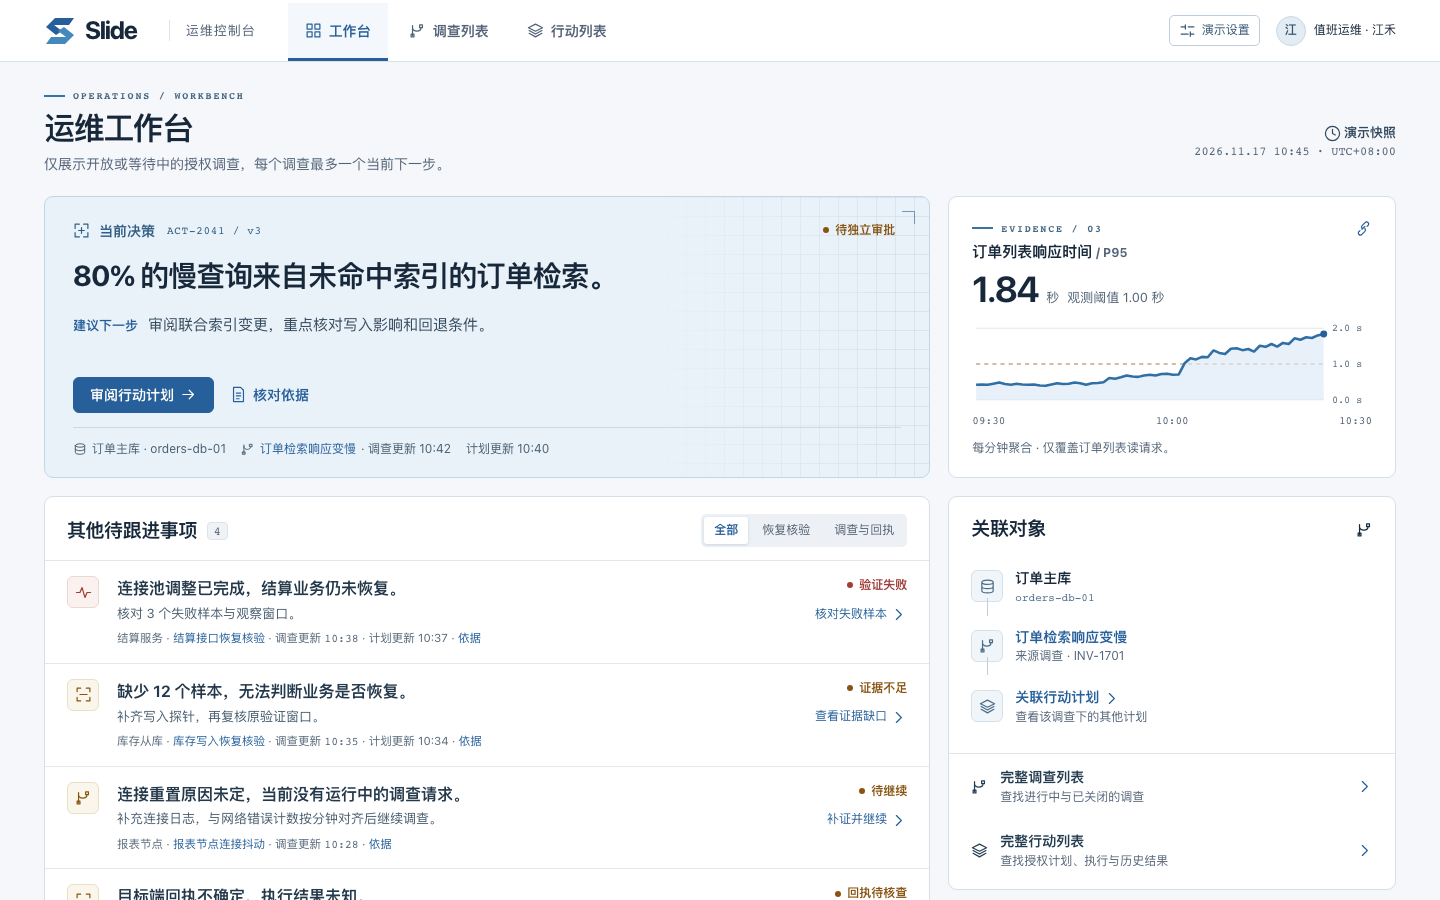 Slide
运维控制台
工作台
调查列表
行动列表
演示设置
江
值班运维 · 江禾
OPERATIONS / WORKBENCH
运维工作台
仅展示开放或等待中的授权调查，每个调查最多一个当前下一步。
演示快照
2026.11.17 10:45 · UTC+08:00
当前决策 ACT-2041 / v3
待独立审批
80% 的慢查询来自未命中索引的订单检索。
建议下一步 审阅联合索引变更，重点核对写入影响和回退条件。
审阅行动计划
核对依据
订单主库 · orders-db-01 订单检索响应变慢 · 调查更新 10:42 计划更新 10:40
EVIDENCE / 03
订单列表响应时间 / P95
1.84 秒 观测阈值 1.00 秒
2.0 s
1.0 s
0.0 s
09:30 10:00 10:30
每分钟聚合 · 仅覆盖订单列表读请求。
其他待跟进事项 4
全部 恢复核验 调查与回执
连接池调整已完成，结算业务仍未恢复。
验证失败
核对 3 个失败样本与观察窗口。
核对失败样本
结算服务 · 结算接口恢复核验 · 调查更新 10:38 · 计划更新 10:37 · 依据
缺少 12 个样本，无法判断业务是否恢复。
证据不足
补齐写入探针，再复核原验证窗口。
查看证据缺口
库存从库 · 库存写入恢复核验 · 调查更新 10:35 · 计划更新 10:34 · 依据
连接重置原因未定，当前没有运行中的调查请求。
待继续
补充连接日志，与网络错误计数按分钟对齐后继续调查。
补证并继续
报表节点 · 报表节点连接抖动 · 调查更新 10:28 · 依据
目标端回执不确定，执行结果未知。
回执待核查
关联对象
订单主库
orders-db-01
订单检索响应变慢
来源调查 · INV-1701
关联行动计划
查看该调查下的其他计划
完整调查列表
查找进行中与已关闭的调查
完整行动列表
查找授权计划、执行与历史结果